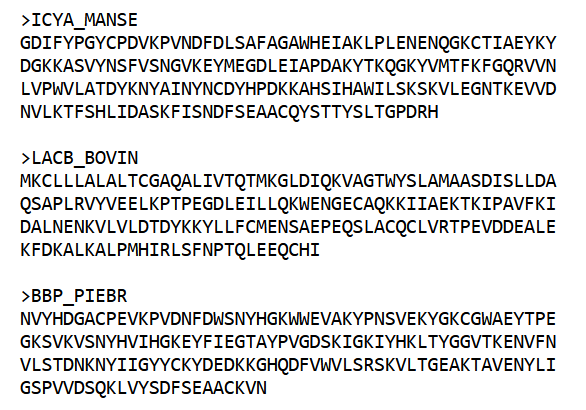 >ICYA_MANSE
GDIFYPGYCPDVKPVNDFDLSAFAGAWHEIAKLPLENENQGKCTIAEYKY
DGKKASVYNSFVSNGVKEYMEGDLEIAPDAKYTKQGKYVMTFKFGQRVVN
LVPWVLATDYKNYAINYNCDYHPDKKAHSIHAWILSKSKVLEGNTKEVVD
NVLKTFSHLIDASKFISNDFSEAACQYSTTYSLTGPDRH
>LACB_BOVIN
MKCLLLALALTCGAQALIVTQTMKGLDIQKVAGTWYSLAMAASDISLLDA
QSAPLRVYVEELKPTPEGDLEILLQKWENGECAQKKIIAEKTKIPAVFKI
DALNENKVLVLDTDYKKYLLFCMENSAEPEQSLACQCLVRTPEVDDEALE
KFDKALKALPMHIRLSFNPTQLEEQCHI
>BBP_PIEBR
NVYHDGACPEVKPVDNFDWSNYHGKWWEVAKYPNSVEKYGKCGWAEYTPE
GKSVKVSNYHVIHGKEYFIEGTAYPVGDSKIGKIYHKLTYGGVTKENVFN
VLSTDNKNYIIGYYCKYDEDKKGHQDFVWVLSRSKVLTGEAKTAVENYLI
GSPVVDSQKLVYSDFSEAACKVN